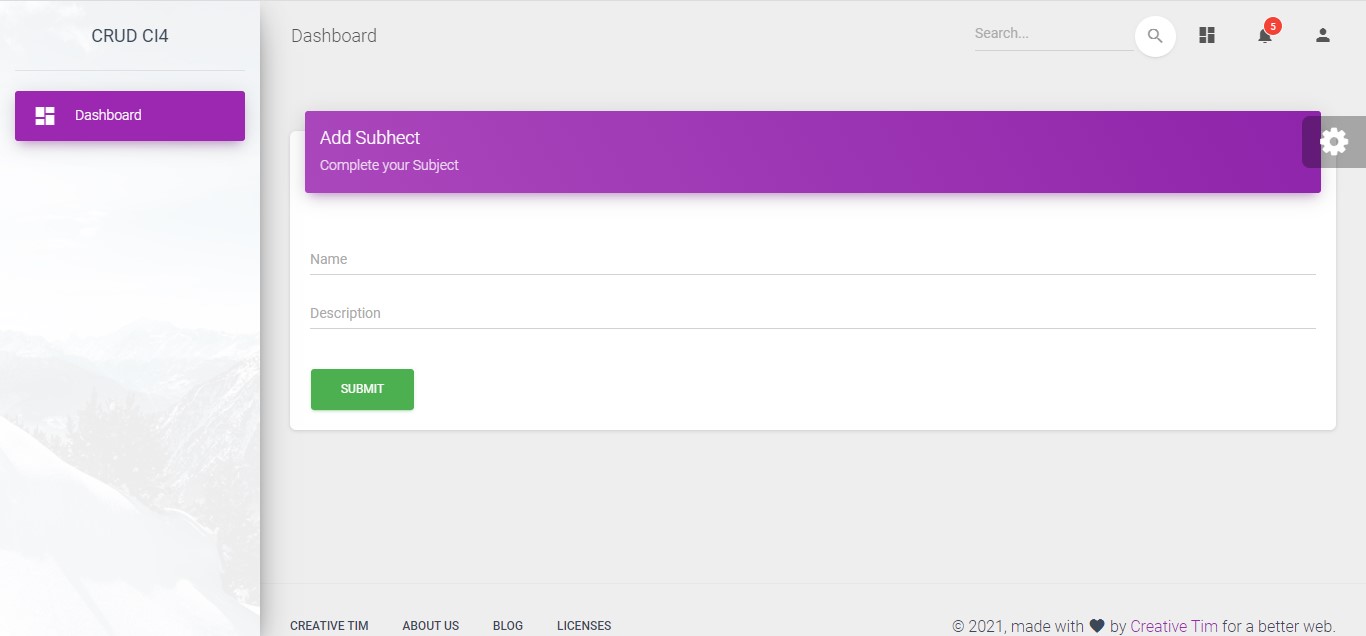 CRUD CI4
Dashboard
Dashboard
Search...
5
Add Subhect
Complete your Subject
Name
Description
SUBMIT
CREATIVE TIM ABOUT US BLOG LICENSES
© 2021, made with by Creative Tim for a better web.